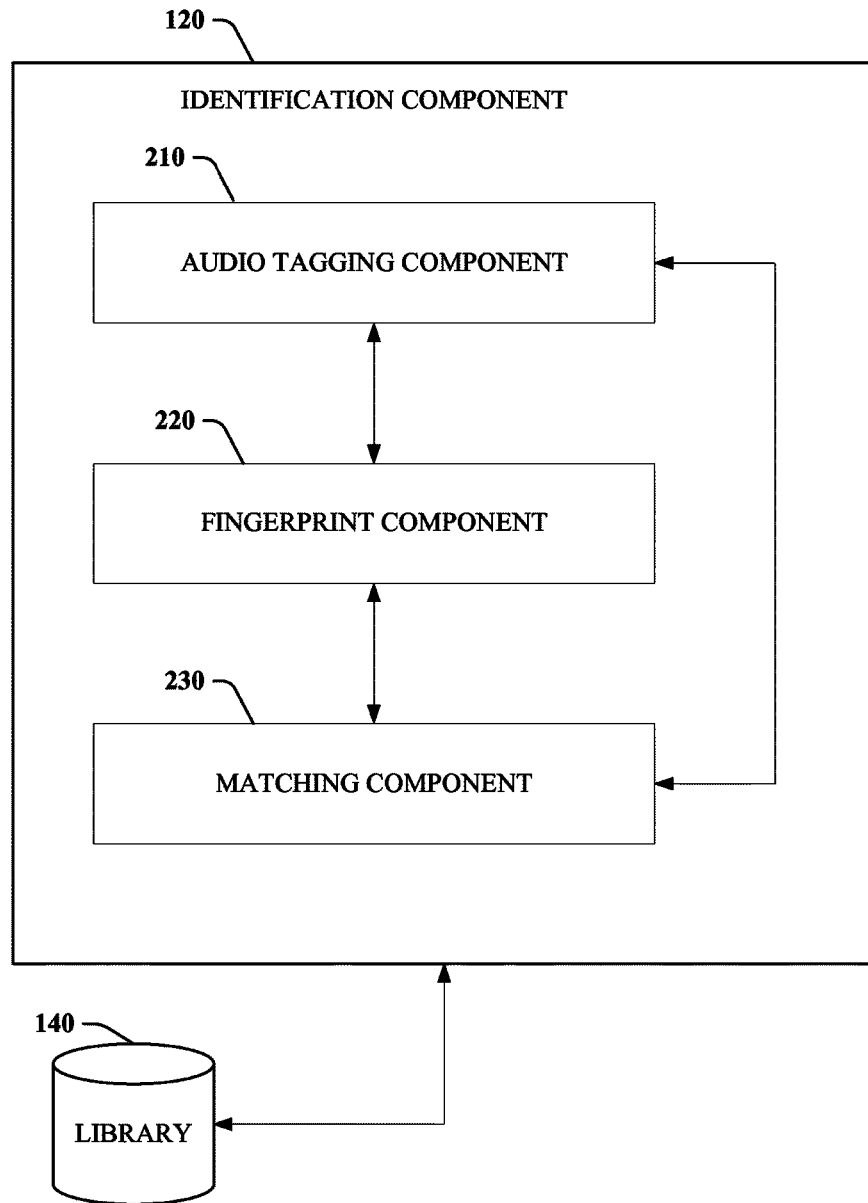 120
IDENTIFICATION COMPONENT
210
AUDIO TAGGING COMPONENT
220
FINGERPRINT COMPONENT
230
MATCHING COMPONENT
140
LIBRARY